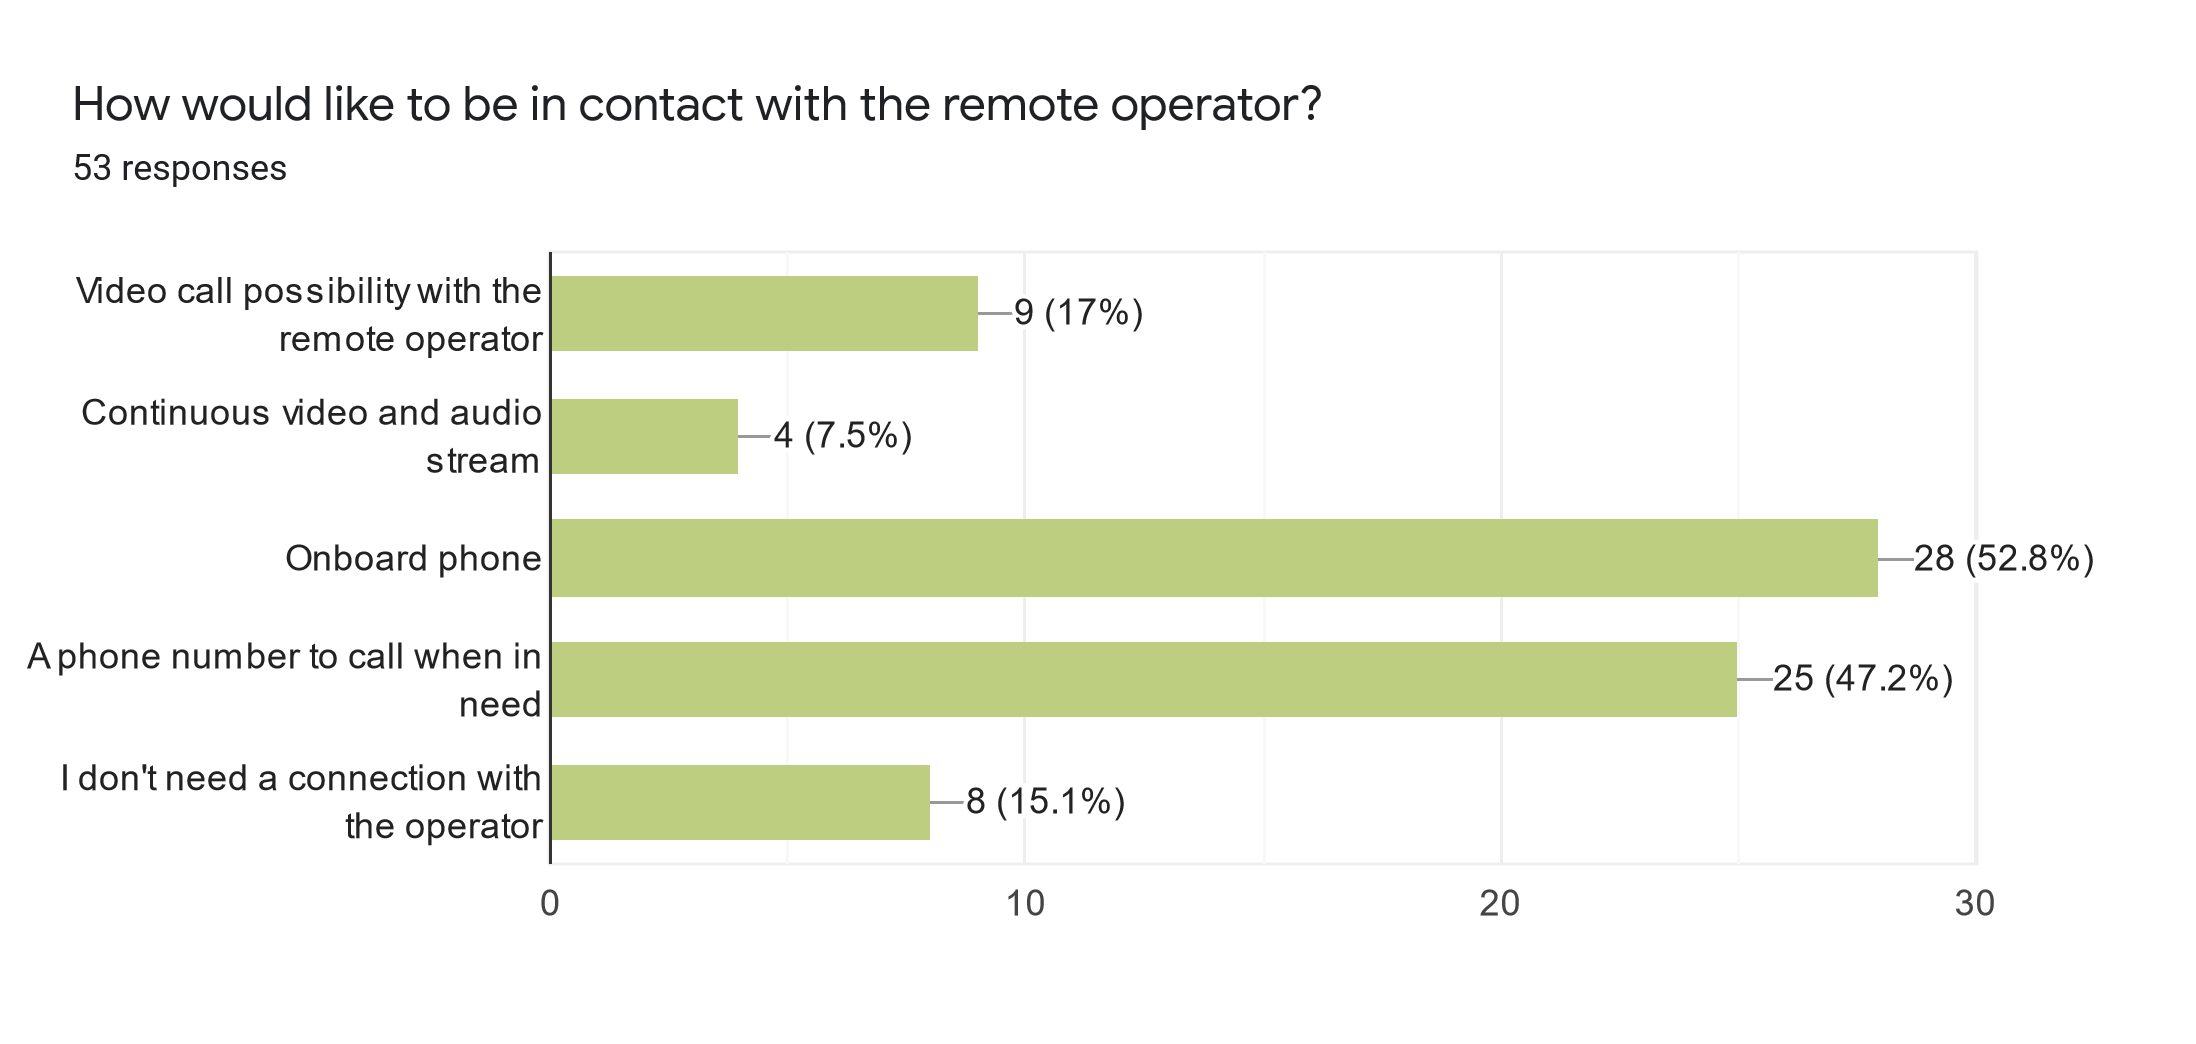 How would like to be in contact with the remote operator?
53 responses
Video call possibility with the
remote operator
9 (17%)
Continuous video and audio
stream
4 (7.5%)
Onboard phone
28 (52.8%)
A phone number to call when in
need
25 (47.2%)
I don't need a connection with
the operator
8 (15.1%)
0 10 20 30